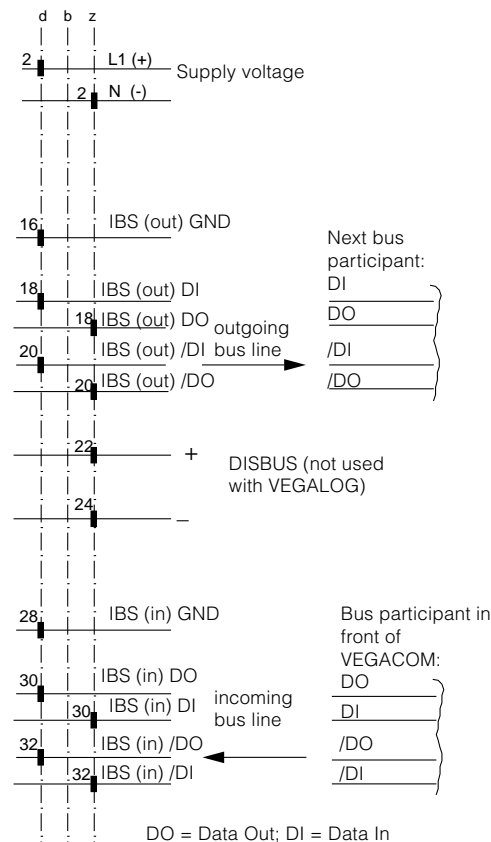 d b z
2 L1 (+) Supply voltage
2 N (-)
16 IBS (out) GND
Next bus
participant:
18 IBS (out) DI DI
18 IBS (out) DO outgoing DO
20 IBS (out) /DI bus line /DI
20 IBS (out) /DO /DO
22 +
DISBUS (not used
with VEGALOG)
24 –
28 IBS (in) GND
Bus participant in
front of
VEGACOM:
30 IBS (in) DO DO
30 IBS (in) DI incoming DI
bus line
32 IBS (in) /DO /DO
32 IBS (in) /DI /DI
DO = Data Out; DI = Data In